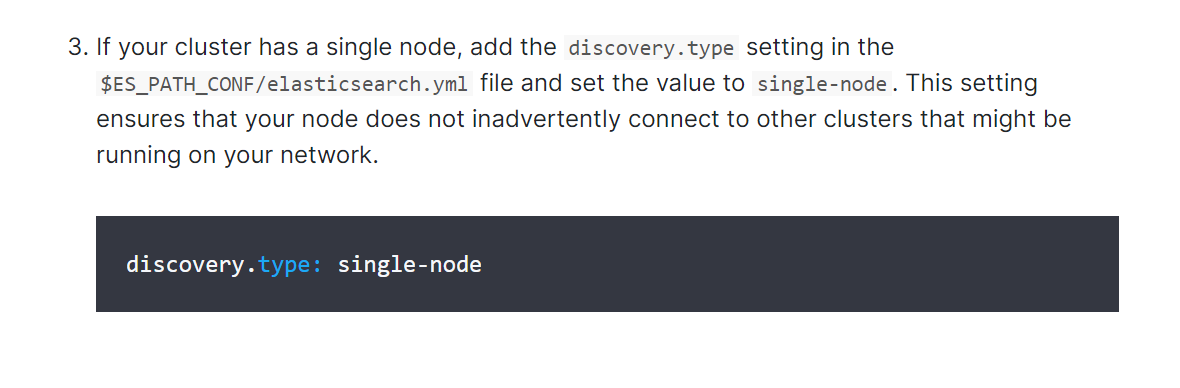 3. If your cluster has a single node, add the discovery.type setting in the
$ES_PATH_CONF/elasticsearch.yml file and set the value to single-node. This setting
ensures that your node does not inadvertently connect to other clusters that might be
running on your network.
discovery.type: single-node